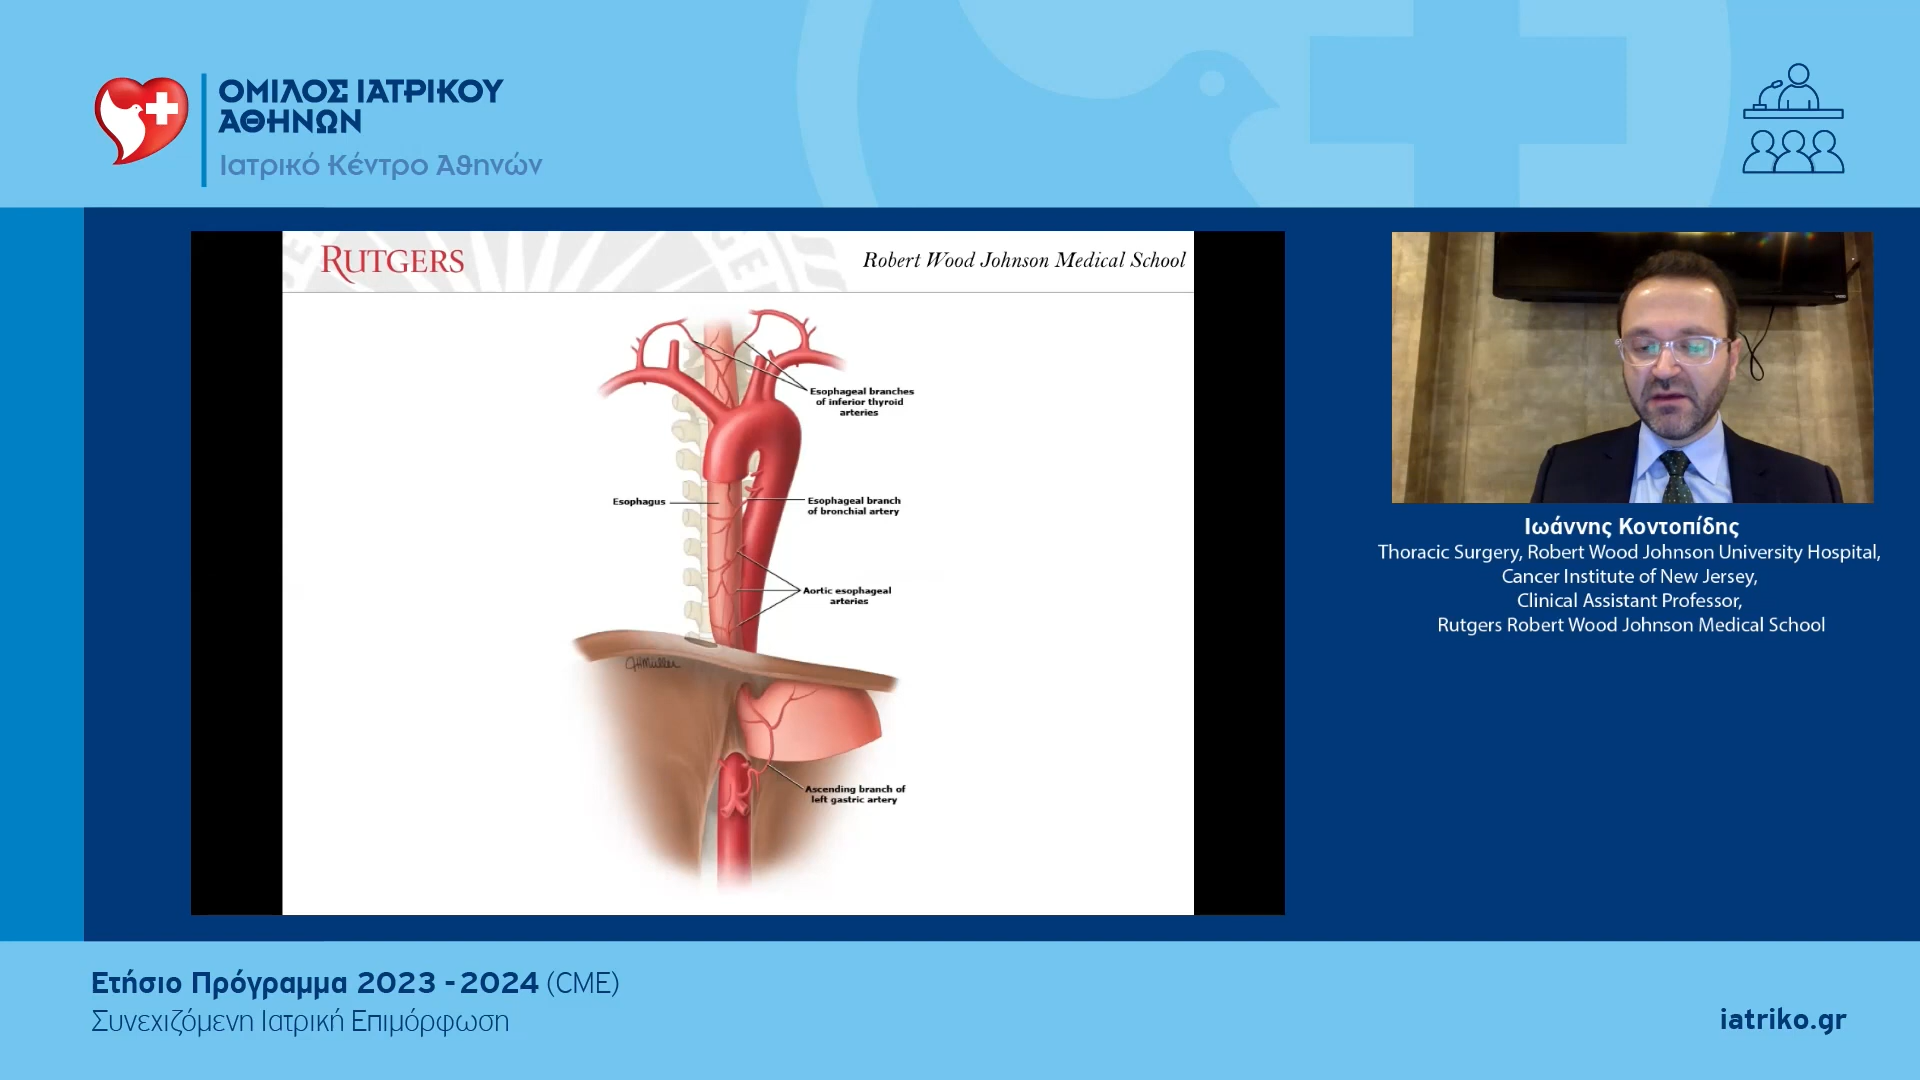 ΟΜΙΛΟΣ ΙΑΤΡΙΚΟΥ
ΑΘΗΝΩΝ
Ιατρικό Κέντρο Αθηνών
RUTGERS
Robert Wood Johnson Medical School
Esophageal branches
of inferior thyroid
arteries
Esophagus
Esophageal branch
of bronchial artery
Aortic esophageal
arteries
Ascending branch of
left gastric artery
Ιωάννης Κοντοπίδης
Thoracic Surgery, Robert Wood Johnson University Hospital,
Cancer Institute of New Jersey,
Clinical Assistant Professor,
Rutgers Robert Wood Johnson Medical School
Ετήσιο Πρόγραμμα 2023 - 2024 (CME)
Συνεχιζόμενη Ιατρική Επιμόρφωση
iatriko.gr